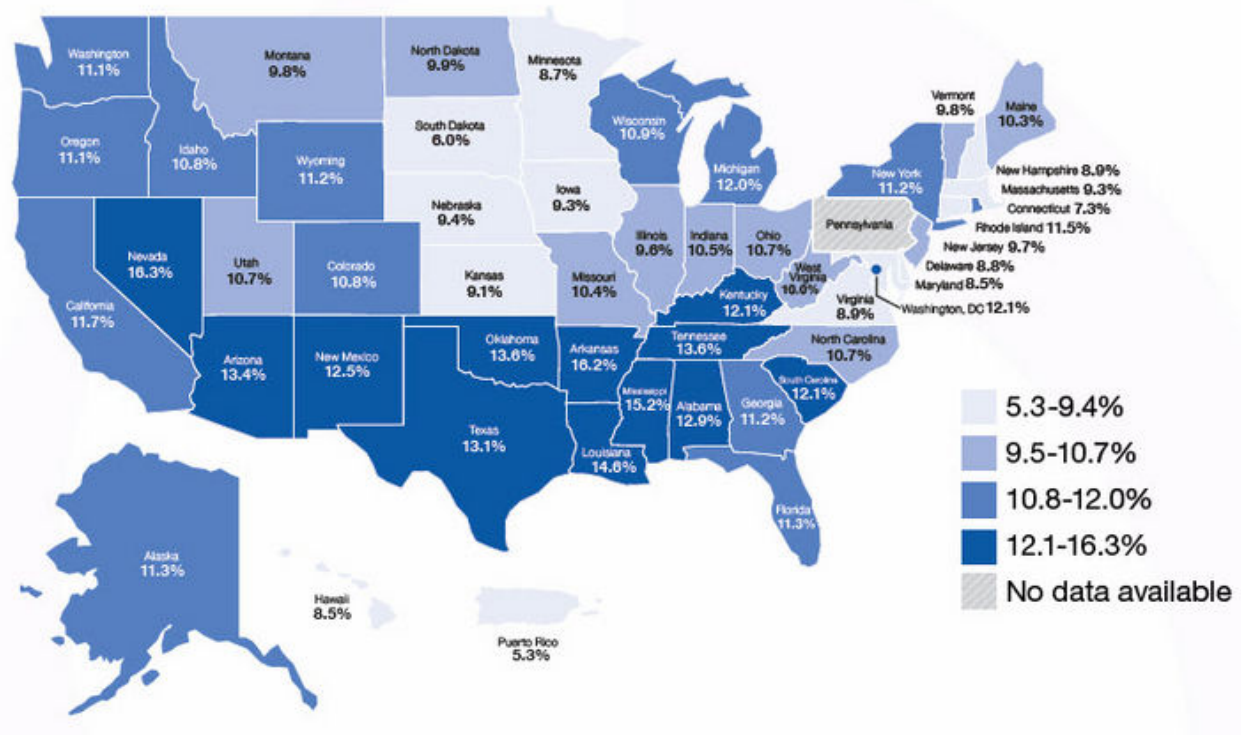 Washington
11.1%
Montana
9.8%
North Dakota
9.9%
Minnesota
8.7%
Oregon
11.1%
Idaho
10.8%
Wyoming
11.2%
South Dakota
6.0%
Wisconsin
10.9%
Michigan
12.0%
New York
11.2%
Vermont
9.8%
Maine
10.3%
New Hampshire 8.9%
Massachusetts 9.3%
Connecticut 7.3%
Rhode Island 11.5%
New Jersey 9.7%
Delaware 8.8%
Maryland 8.5%
Washington, DC 12.1%
Nebraska
9.4%
Iowa
9.3%
Illinois
9.6%
Indiana
10.5%
Ohio
10.7%
Pennsylvania
West
Virginia
10.0%
Virginia
8.9%
Nevada
16.3%
Utah
10.7%
Colorado
10.8%
Kansas
9.1%
Missouri
10.4%
Kentucky
12.1%
California
11.7%
Arizona
13.4%
New Mexico
12.5%
Oklahoma
13.6%
Arkansas
16.2%
Tennessee
13.6%
North Carolina
10.7%
South Carolina
12.1%
Texas
13.1%
Louisiana
14.6%
Mississippi
15.2%
Alabama
12.9%
Georgia
11.2%
Florida
11.3%
Alaska
11.3%
Hawaii
8.5%
Puerto Rico
5.3%
5.3-9.4%
9.5-10.7%
10.8-12.0%
12.1-16.3%
No data available